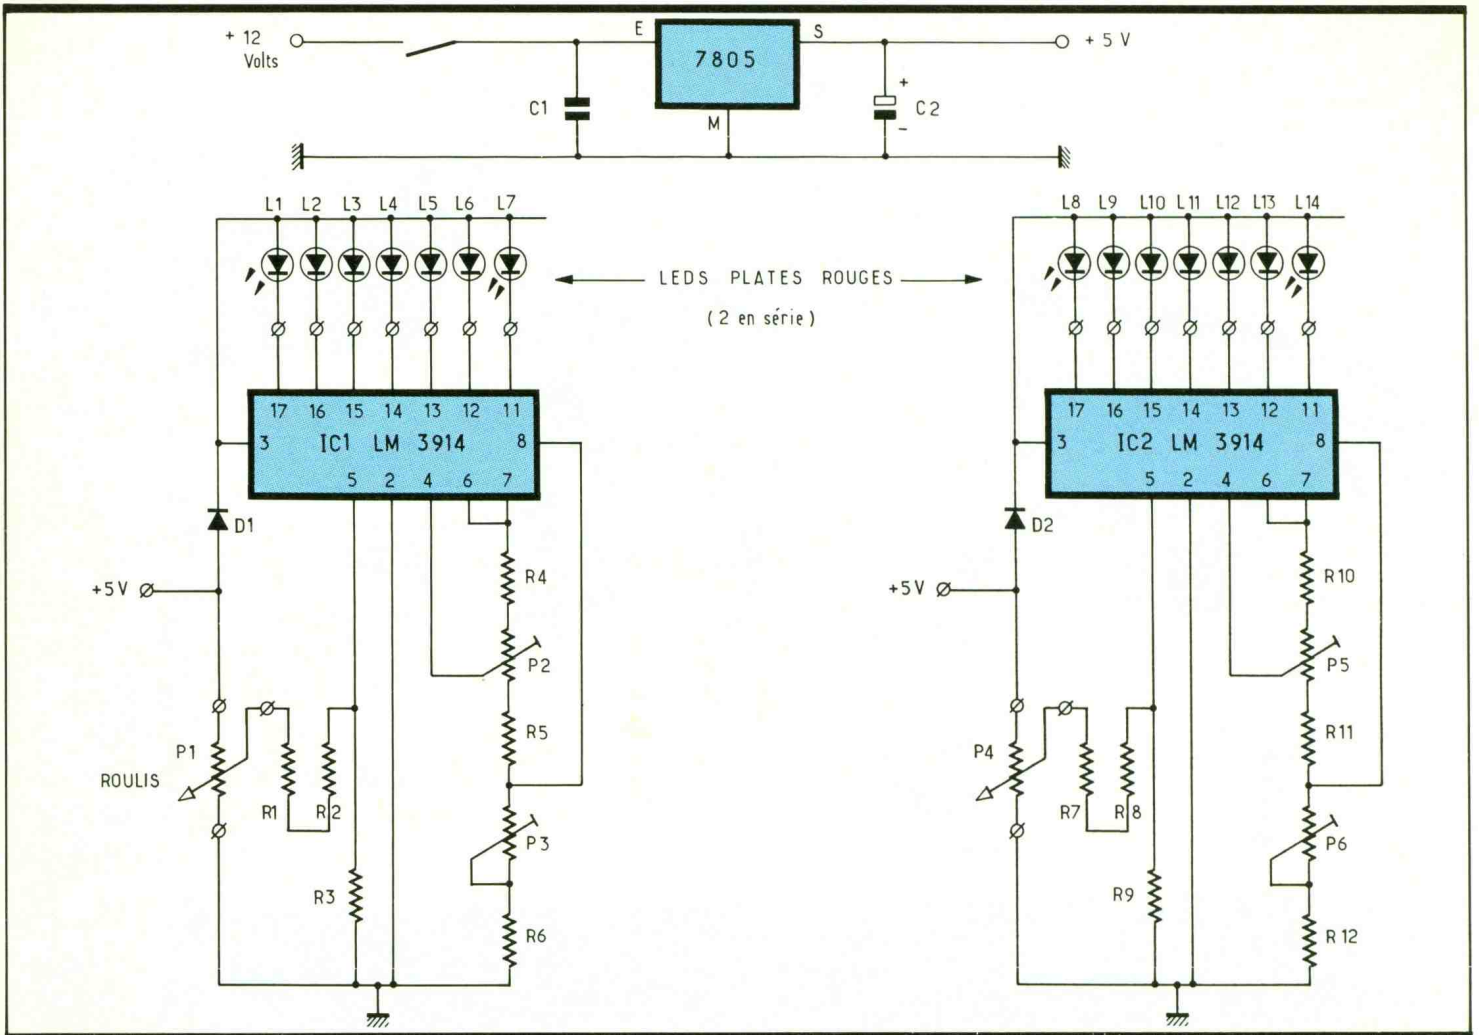 + 12 Volts
E
7805
S
+ 5 V
C1
M
+
C2
-
L1 L2 L3 L4 L5 L6 L7
L8 L9 L10 L11 L12 L13 L14
LEDS PLATES ROUGES
( 2 en série )
17 16 15 14 13 12 11
3 IC1 LM 3914 8
5 2 4 6 7
17 16 15 14 13 12 11
3 IC2 LM 3914 8
5 2 4 6 7
D1
D2
R4
R10
+5V
+5V
P2
P5
R5
R11
P1
ROULIS
P4
R1 R2
R7 R8
P3
P6
R3
R9
R6
R12